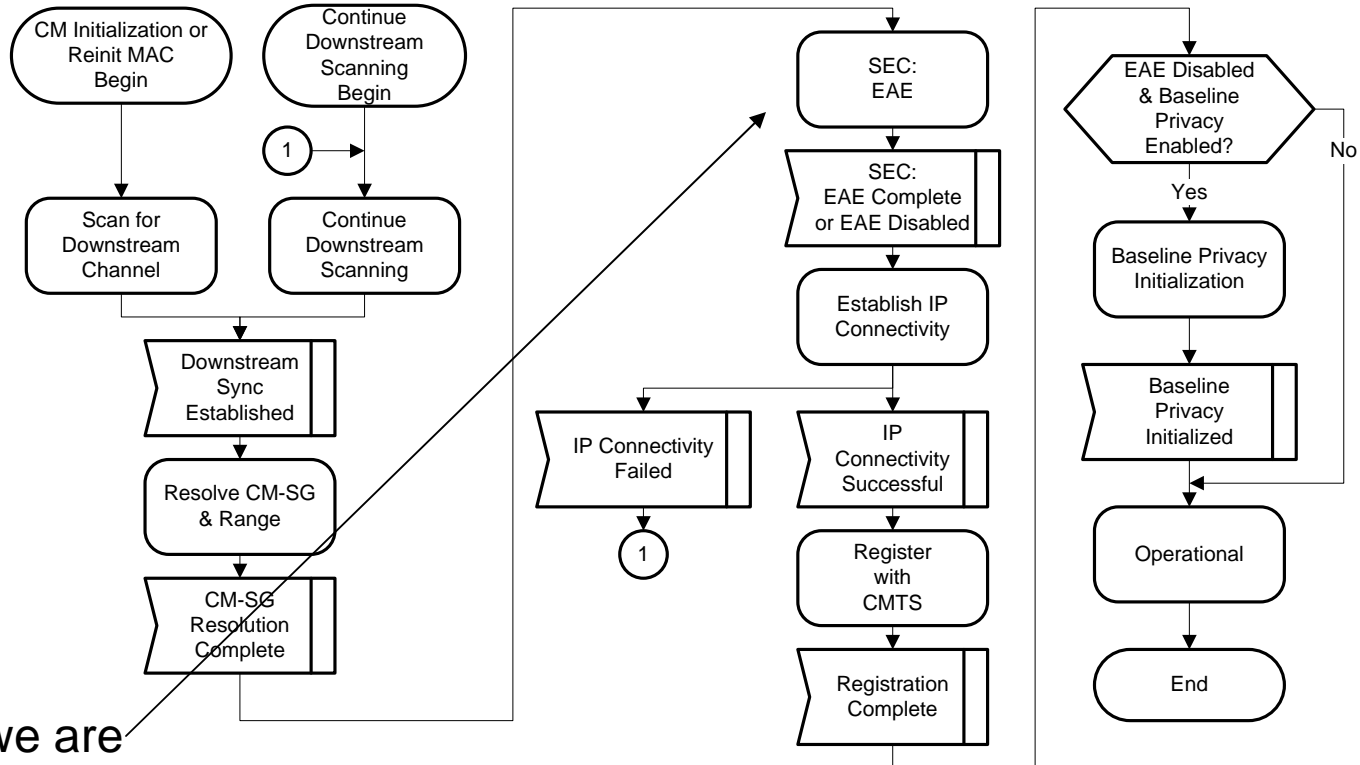 CM Initialization or
Reinit MAC
Begin
Continue
Downstream
Scanning
Begin
1
Scan for
Downstream
Channel
Continue
Downstream
Scanning
Downstream
Sync
Established
Resolve CM-SG
& Range
CM-SG
Resolution
Complete
we are
SEC:
EAE
SEC:
EAE Complete
or EAE Disabled
Establish IP
Connectivity
IP Connectivity
Failed
1
IP
Connectivity
Successful
Register
with
CMTS
Registration
Complete
EAE Disabled
& Baseline
Privacy
Enabled?
No
Yes
Baseline Privacy
Initialization
Baseline
Privacy
Initialized
Operational
End